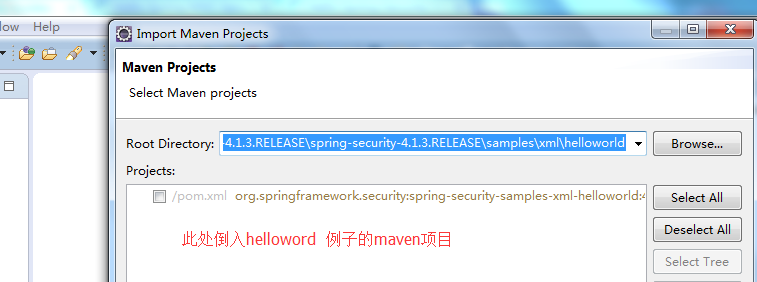 Help
Import Maven Projects
Maven Projects
Select Maven projects
Root Directory: -4.1.3.RELEASE\spring-security-4.1.3.RELEASE\samples\xml\helloworld Browse...
Projects:
/pom.xml org.springframework.security:spring-security-samples-xml-helloworld:4 Select All
此处倒入helloword 例子的maven项目
Deselect All
Select Tree